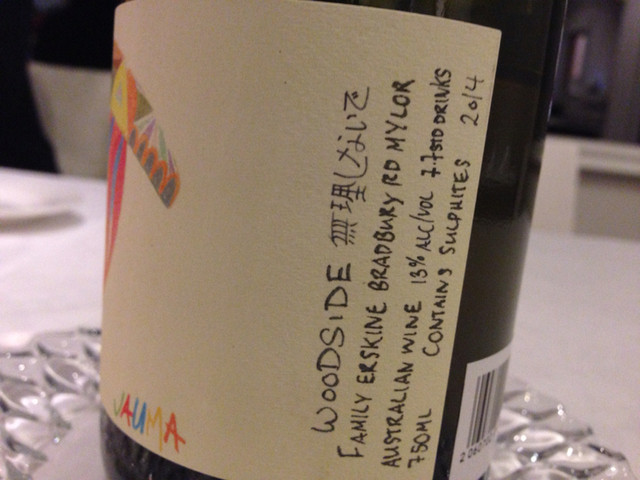 WOODSIDE 無理しないで
FAMILY ERSKINE BRADBURY RD MYLOR
AUSTRALIAN WINE 13% ALC/VOL 7.7 STD DRINKS
750ML CONTAINS SULPHITES 2014
JAUMA